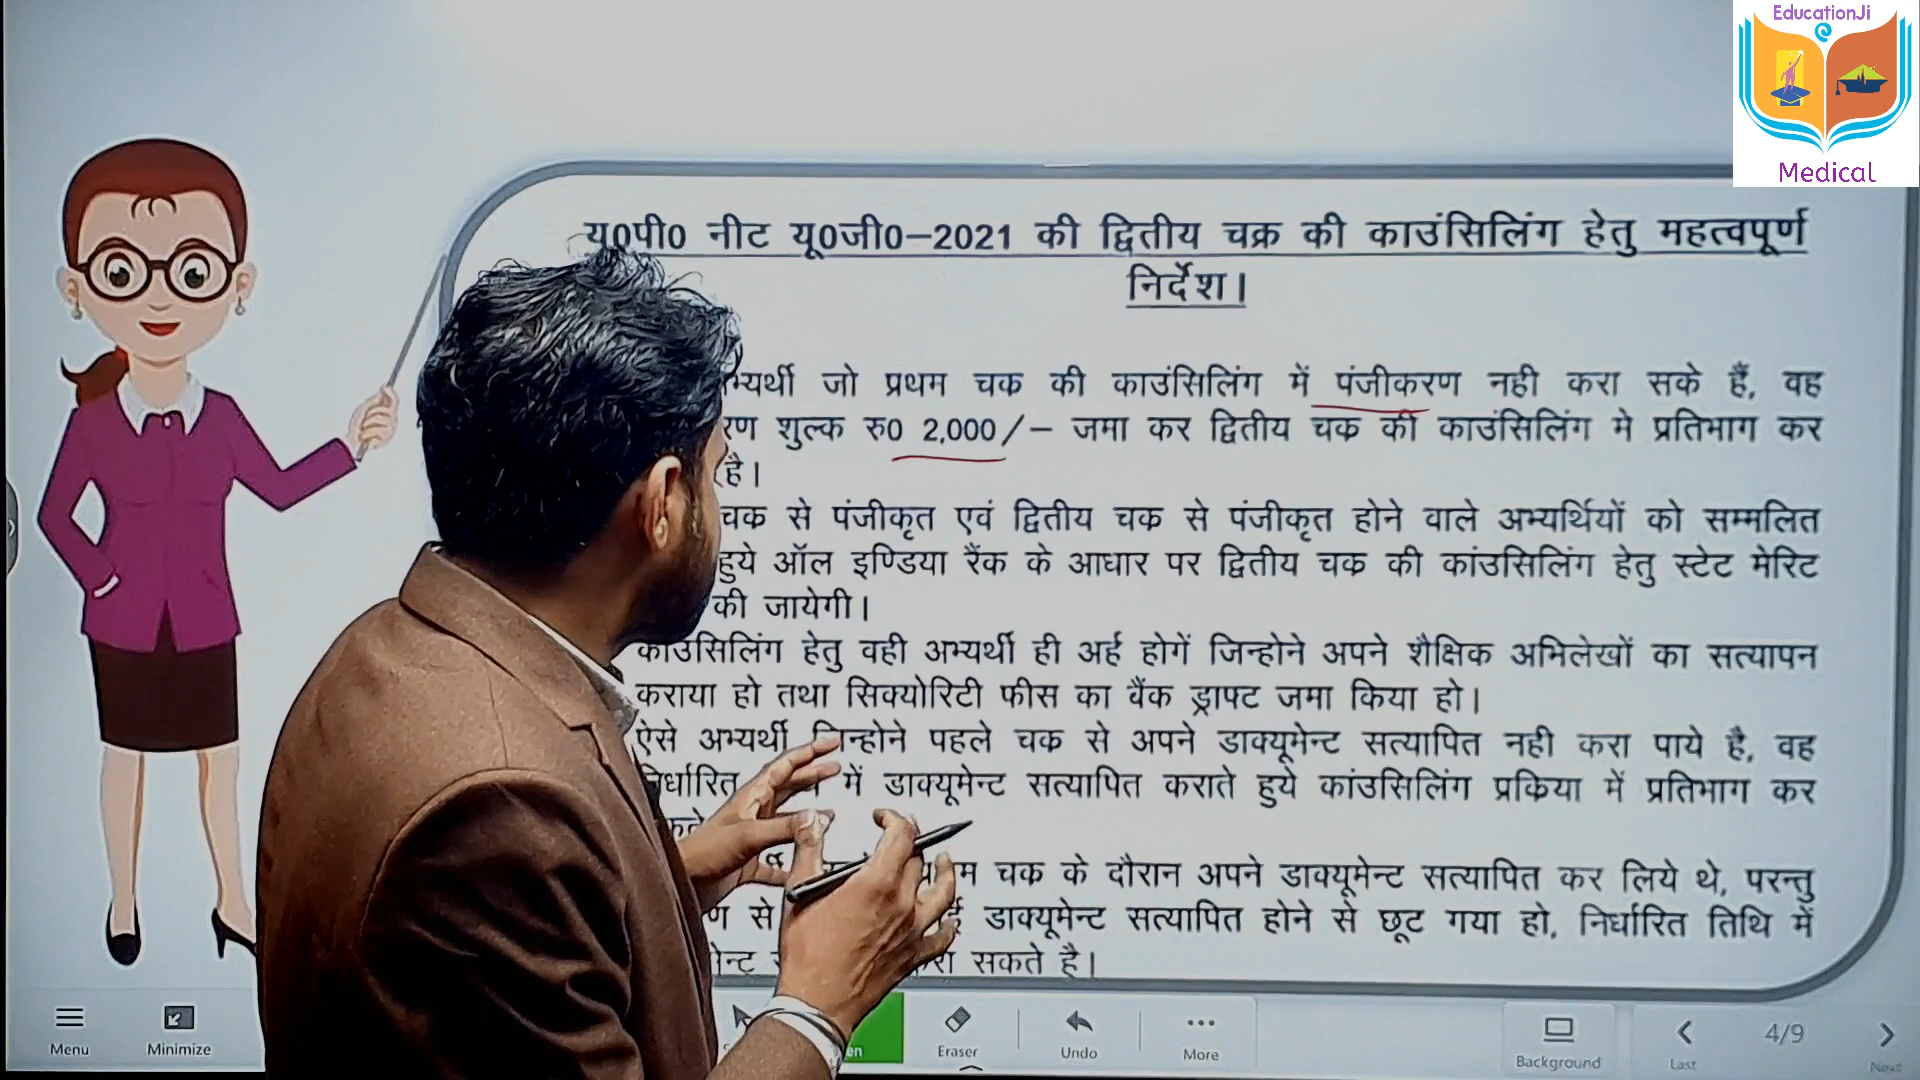 EducationJi
Medical
यू0पी0 नीट यू0जी0–2021 की द्वितीय चक्र की काउंसिलिंग हेतु महत्वपूर्ण
निर्देश।
जो प्रथम चक की काउंसिलिंग में पंजीकरण नही करा सके हैं, वह
शुल्क रु0 2,000/– जमा कर द्वितीय चक्र की काउंसिलिंग मे प्रतिभाग कर
है।
चक से पंजीकृत एवं द्वितीय चक से पंजीकृत होने वाले अभ्यर्थियों को सम्मलित
हुये ऑल इण्डिया रैंक के आधार पर द्वितीय चक्र की कांउसिलिंग हेतु स्टेट मेरिट
की जायेगी।
काउंसिलिंग हेतु वही अभ्यर्थी ही अर्ह होगें जिन्होने अपने शैक्षिक अभिलेखों का सत्यापन
कराया हो तथा सिक्योरिटी फीस का बैंक ड्राफ्ट जमा किया हो।
ऐसे अभ्यर्थी जिन्होने पहले चक से अपने डाक्यूमेन्ट सत्यापित नही करा पाये है, वह
निर्धारित में डाक्यूमेन्ट सत्यापित कराते हुये कांउसिलिंग प्रकिया में प्रतिभाग कर
चक के दौरान अपने डाक्यूमेन्ट सत्यापित कर लिये थे, परन्तु
से डाक्यूमेन्ट सत्यापित होने से छूट गया हो, निर्धारित तिथि में
सकते है।
Menu
Minimize
Eraser
Undo
More
Background
Last
4/9
Next